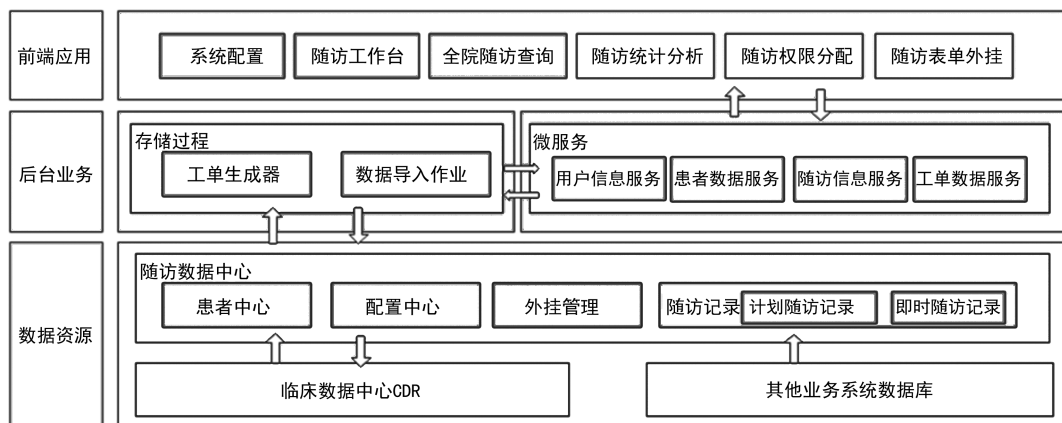 前端应用
系统配置
随访工作台
全院随访查询
随访统计分析
随访权限分配
随访表单外挂
后台业务
存储过程
工单生成器
数据导入作业
微服务
用户信息服务
患者数据服务
随访信息服务
工单数据服务
数据资源
随访数据中心
患者中心
配置中心
外挂管理
随访记录
计划随访记录
即时随访记录
临床数据中心CDR
其他业务系统数据库